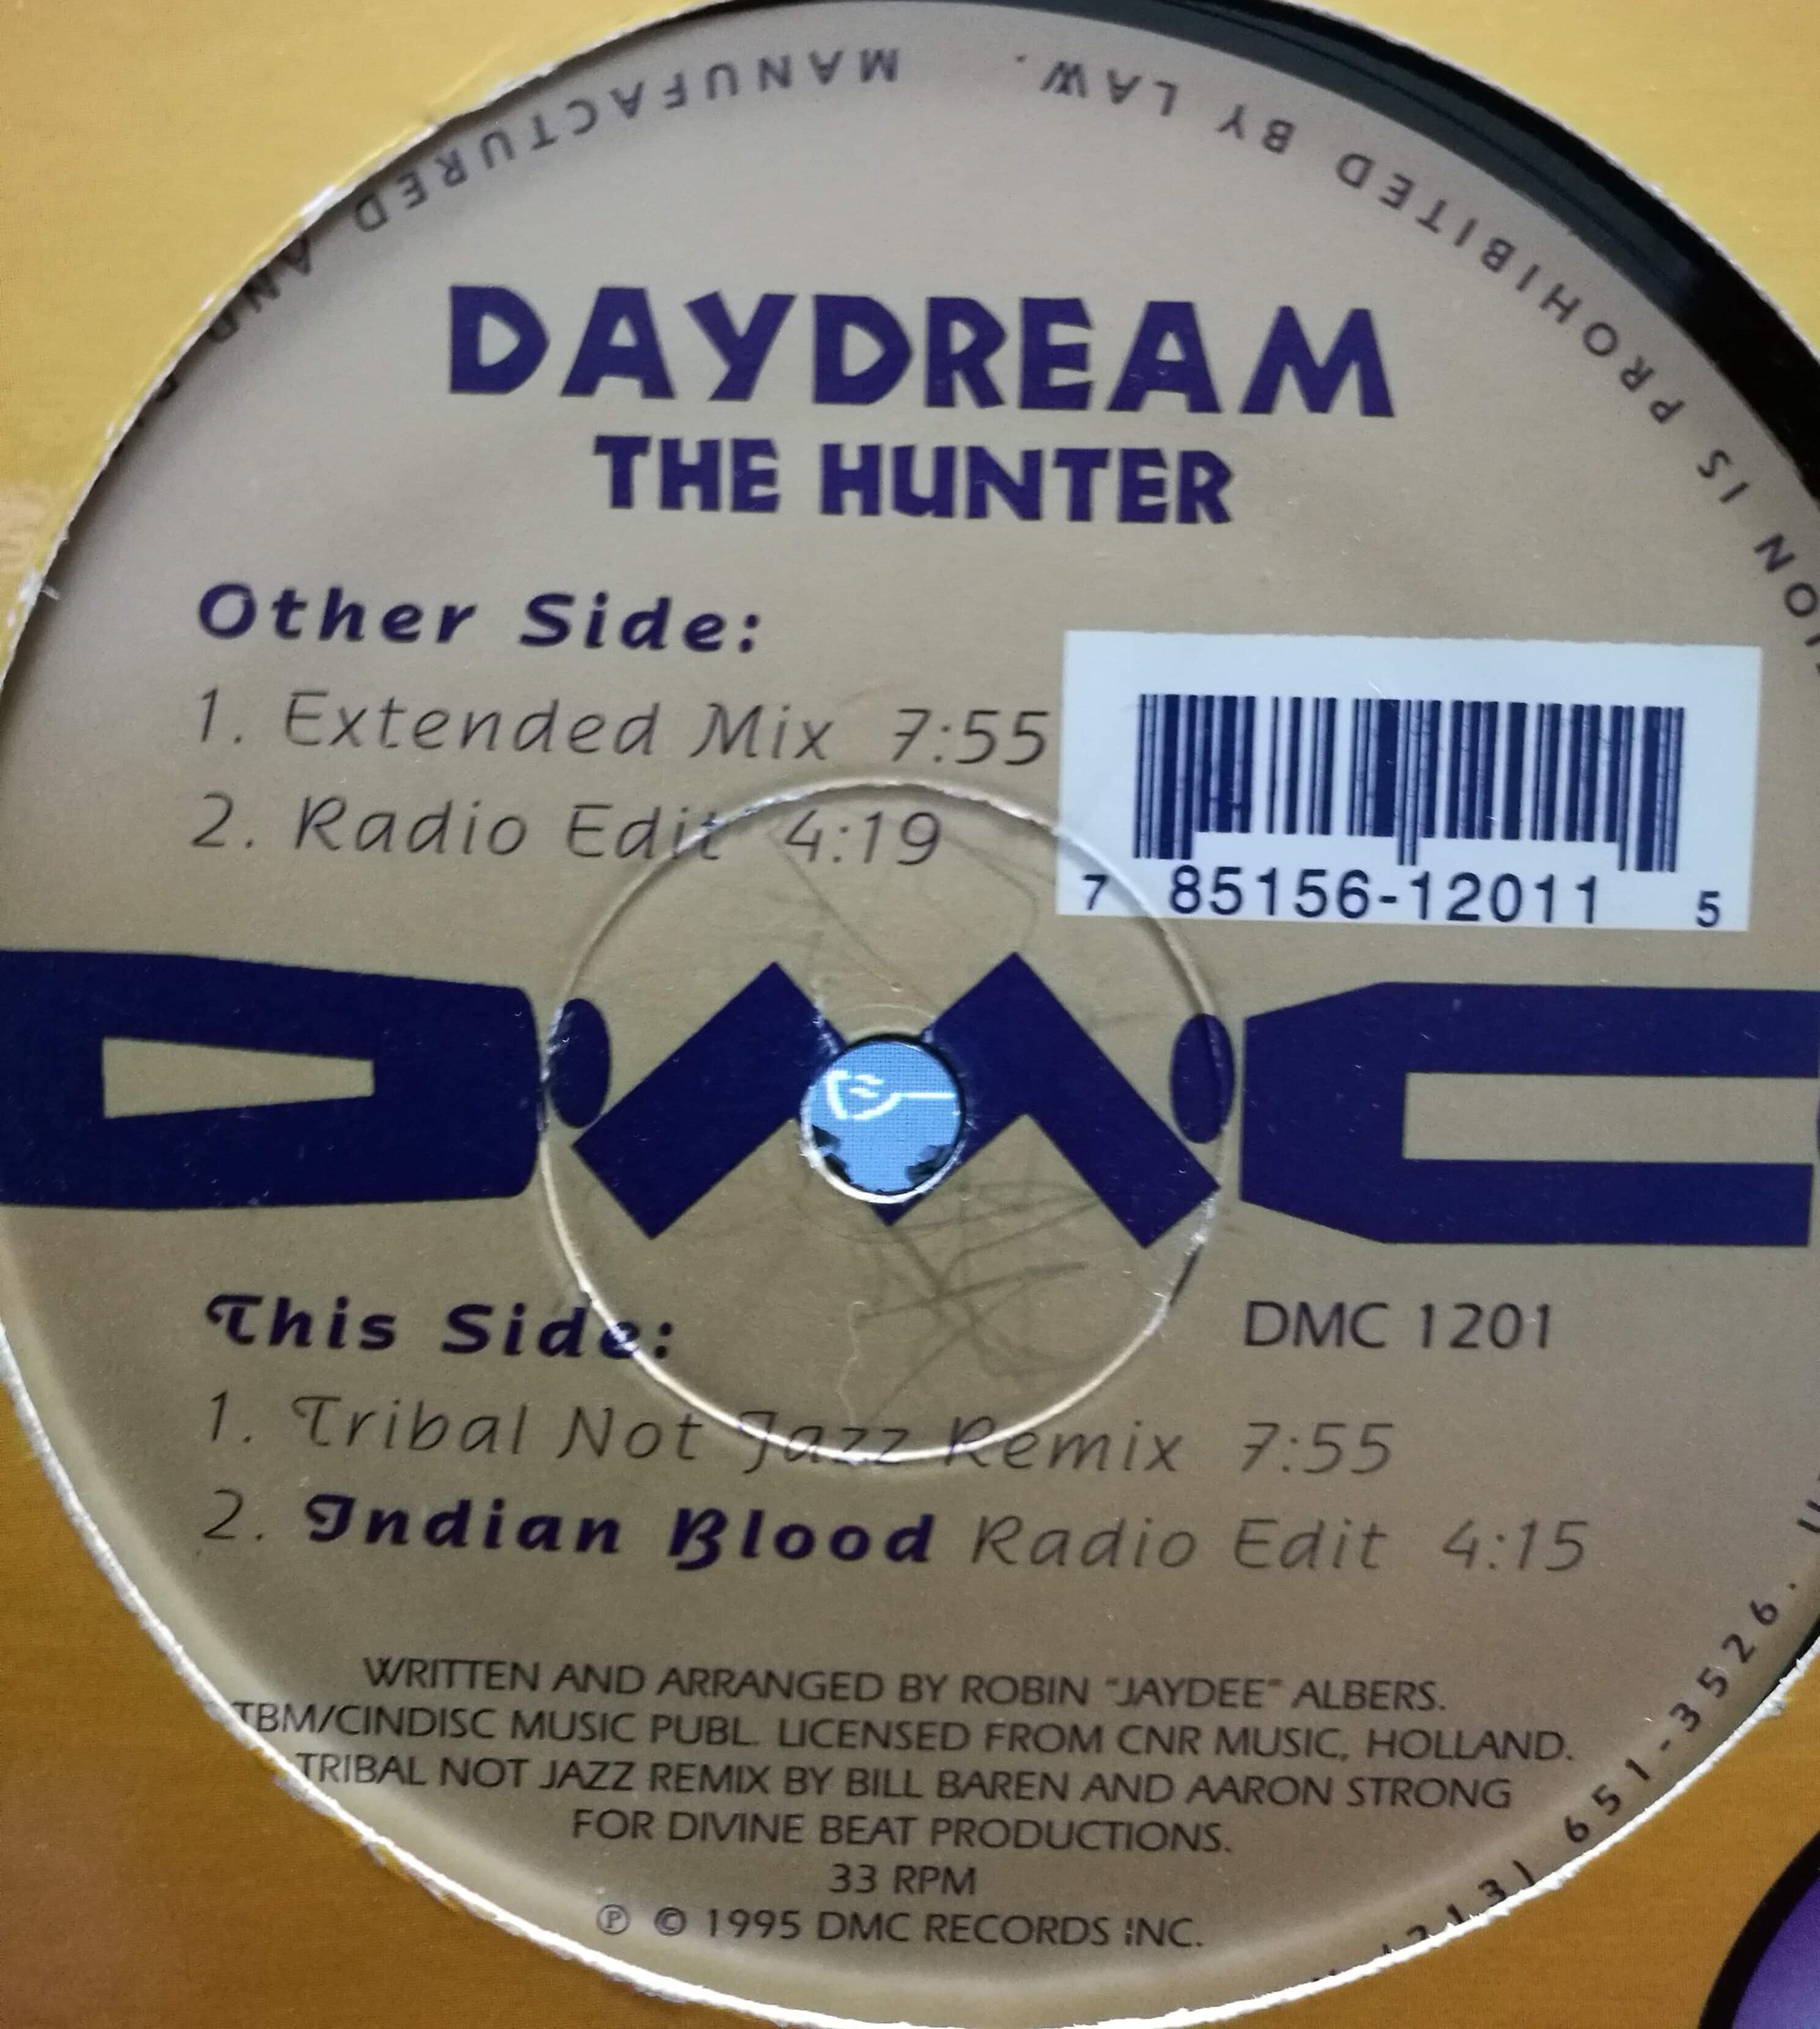 MANUFACTURED AND
IS PROHIBITED BY LAW.
DAYDREAM
THE HUNTER
Other Side:
1. Extended Mix 7:55
2. Radio Edit 4:19
7 85156-12011 5
DMC
This Side:
DMC 1201
1. Tribal Not Jazz Remix 7:55
2. Indian Blood Radio Edit 4:15
WRITTEN AND ARRANGED BY ROBIN "JAYDEE" ALBERS.
TBM/CINDISC MUSIC PUBL. LICENSED FROM CNR MUSIC, HOLLAND.
TRIBAL NOT JAZZ REMIX BY BILL BAREN AND AARON STRONG
FOR DIVINE BEAT PRODUCTIONS.
33 RPM
℗ © 1995 DMC RECORDS INC.
(213) 651-3526.